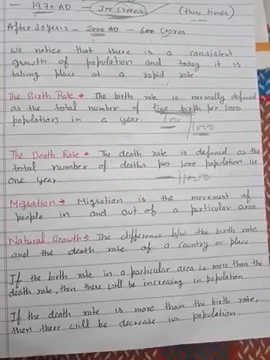 — 1970 AD — 300 crores (three times)
After 30 years - 2000 AD - 600 crores
We notice that there is a consistent
growth of population and today it is
taking place at a rapid rate.
The Birth Rate → The birth rate is normally defined
as the total number of live birth per 1000
population in a year.
1000
The Death Rate → The death rate is defined as the
total number of deaths per 1000 population in
one year.
1000
Migration → Migration is the movement of
people in and out of a particular area
Natural Growth → The difference b/w the birth rate
and the death rate of a country or place
If the birth rate in a particular area is more than the
death rate, then there will be increasing in population
If the death rate is more than the birth rate,
then there will be decrease in population